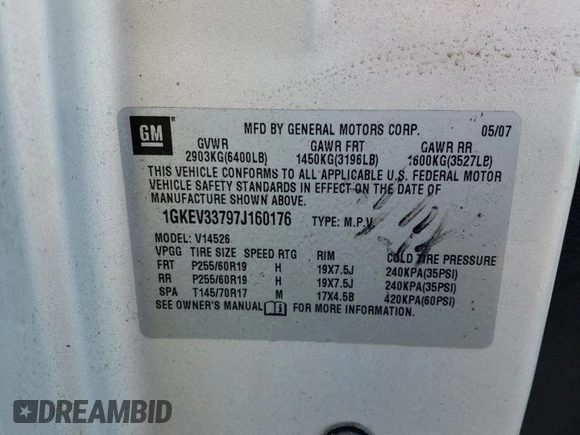 GM
MFD BY GENERAL MOTORS CORP. 05/07
GVWR GAWR FRT GAWR RR
2903KG(6400LB) 1450KG(3196LB) 1600KG(3527LB)
THIS VEHICLE CONFORMS TO ALL APPLICABLE U.S. FEDERAL MOTOR
VEHICLE SAFETY STANDARDS IN EFFECT ON THE DATE OF
MANUFACTURE SHOWN ABOVE.
1GKEV33797J160176 TYPE: M.P.V.
MODEL: V14526
VPGG TIRE SIZE SPEED RTG RIM COLD TIRE PRESSURE
FRT P255/60R19 H 19X7.5J 240KPA(35PSI)
RR P255/60R19 H 19X7.5J 240KPA(35PSI)
SPA T145/70R17 M 17X4.5B 420KPA(60PSI)
SEE OWNER'S MANUAL FOR MORE INFORMATION.
DREAMBID